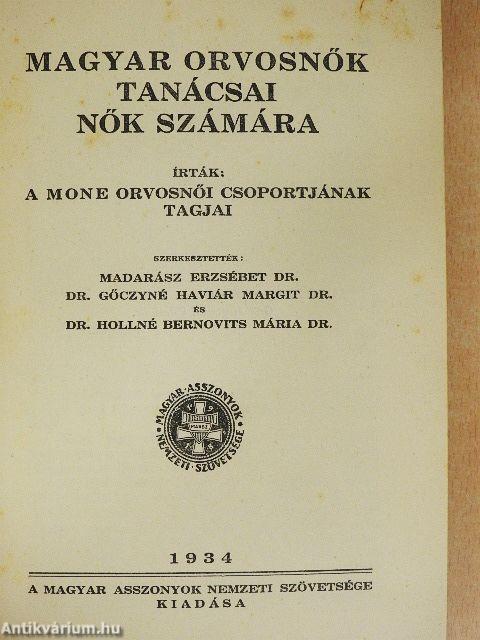 MAGYAR ORVOSNŐK
TANÁCSAI
NŐK SZÁMÁRA
ÍRTÁK:
A MONE ORVOSNŐI CSOPORTJÁNAK
TAGJAI
SZERKESZTETTÉK:
MADARÁSZ ERZSÉBET DR.
DR. GŐCZYNÉ HAVIÁR MARGIT DR.
ÉS
DR. HOLLNÉ BERNOVITS MÁRIA DR.
MAGYAR·ASSZONYOK
NEMZETI·SZÖVETSÉGE
MANSZ
1934
A MAGYAR ASSZONYOK NEMZETI SZÖVETSÉGE
KIADÁSA
Antikvárium.hu